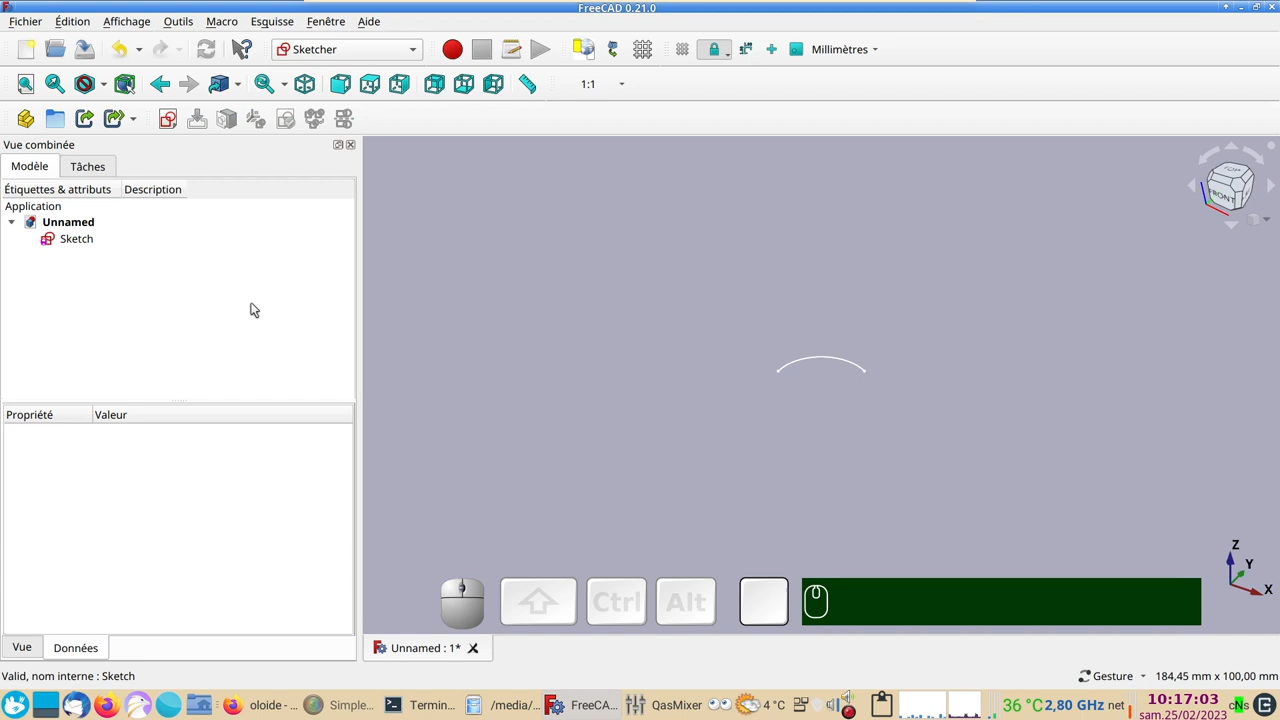 FreeCAD 0.21.0
Fichier Édition Affichage Outils Macro Esquisse Fenêtre Aide
Sketcher Millimètres
1:1
Vue combinée
Modèle Tâches
Étiquettes & attributs Description
Application
Unnamed
Sketch
TOP
FRONT
Propriété Valeur
Z
Y
X
Ctrl Alt
Vue Données
Unnamed : 1*
Valid, nom interne : Sketch Gesture 184,45 mm x 100,00 mm
oloide - ... Simple... Termin... /media/... FreeCA... QasMixer 4 °C 36 °C 2,80 GHz net 10:17:03
sam.25/02/2023